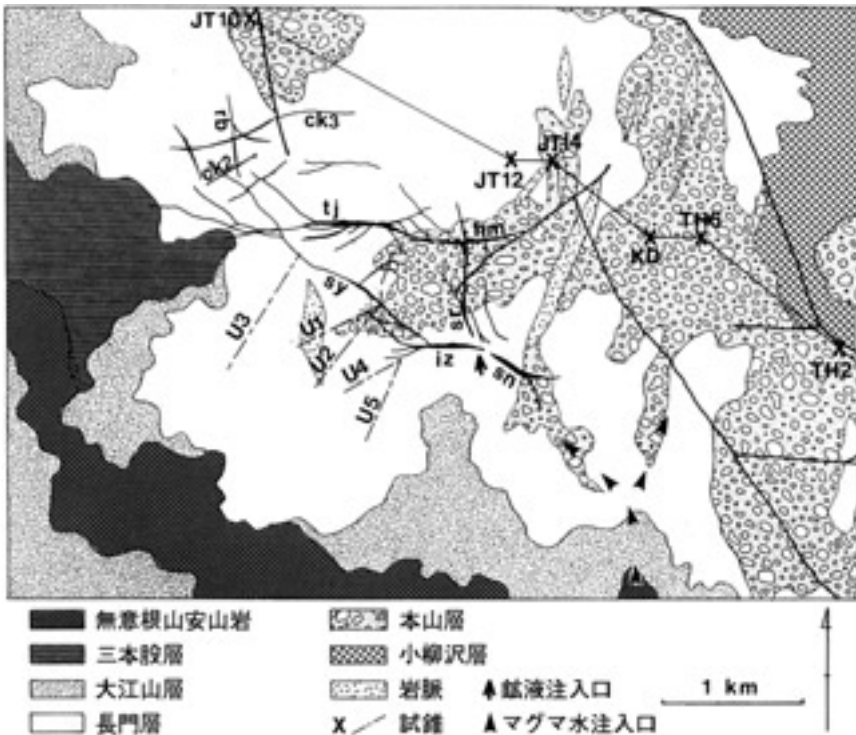 JT10X
rb
ck3
ck2
JT14
JT12
tj
hm
TH6
KD
U3
sy
rs
U1
U2
iz
U4
sn
U5
TH2
無意根山安山岩
本山層
三本股層
小柳沢層
大江山層
岩脈
鉱液注入口
1 km
長門層
X
試錐
マグマ水注入口